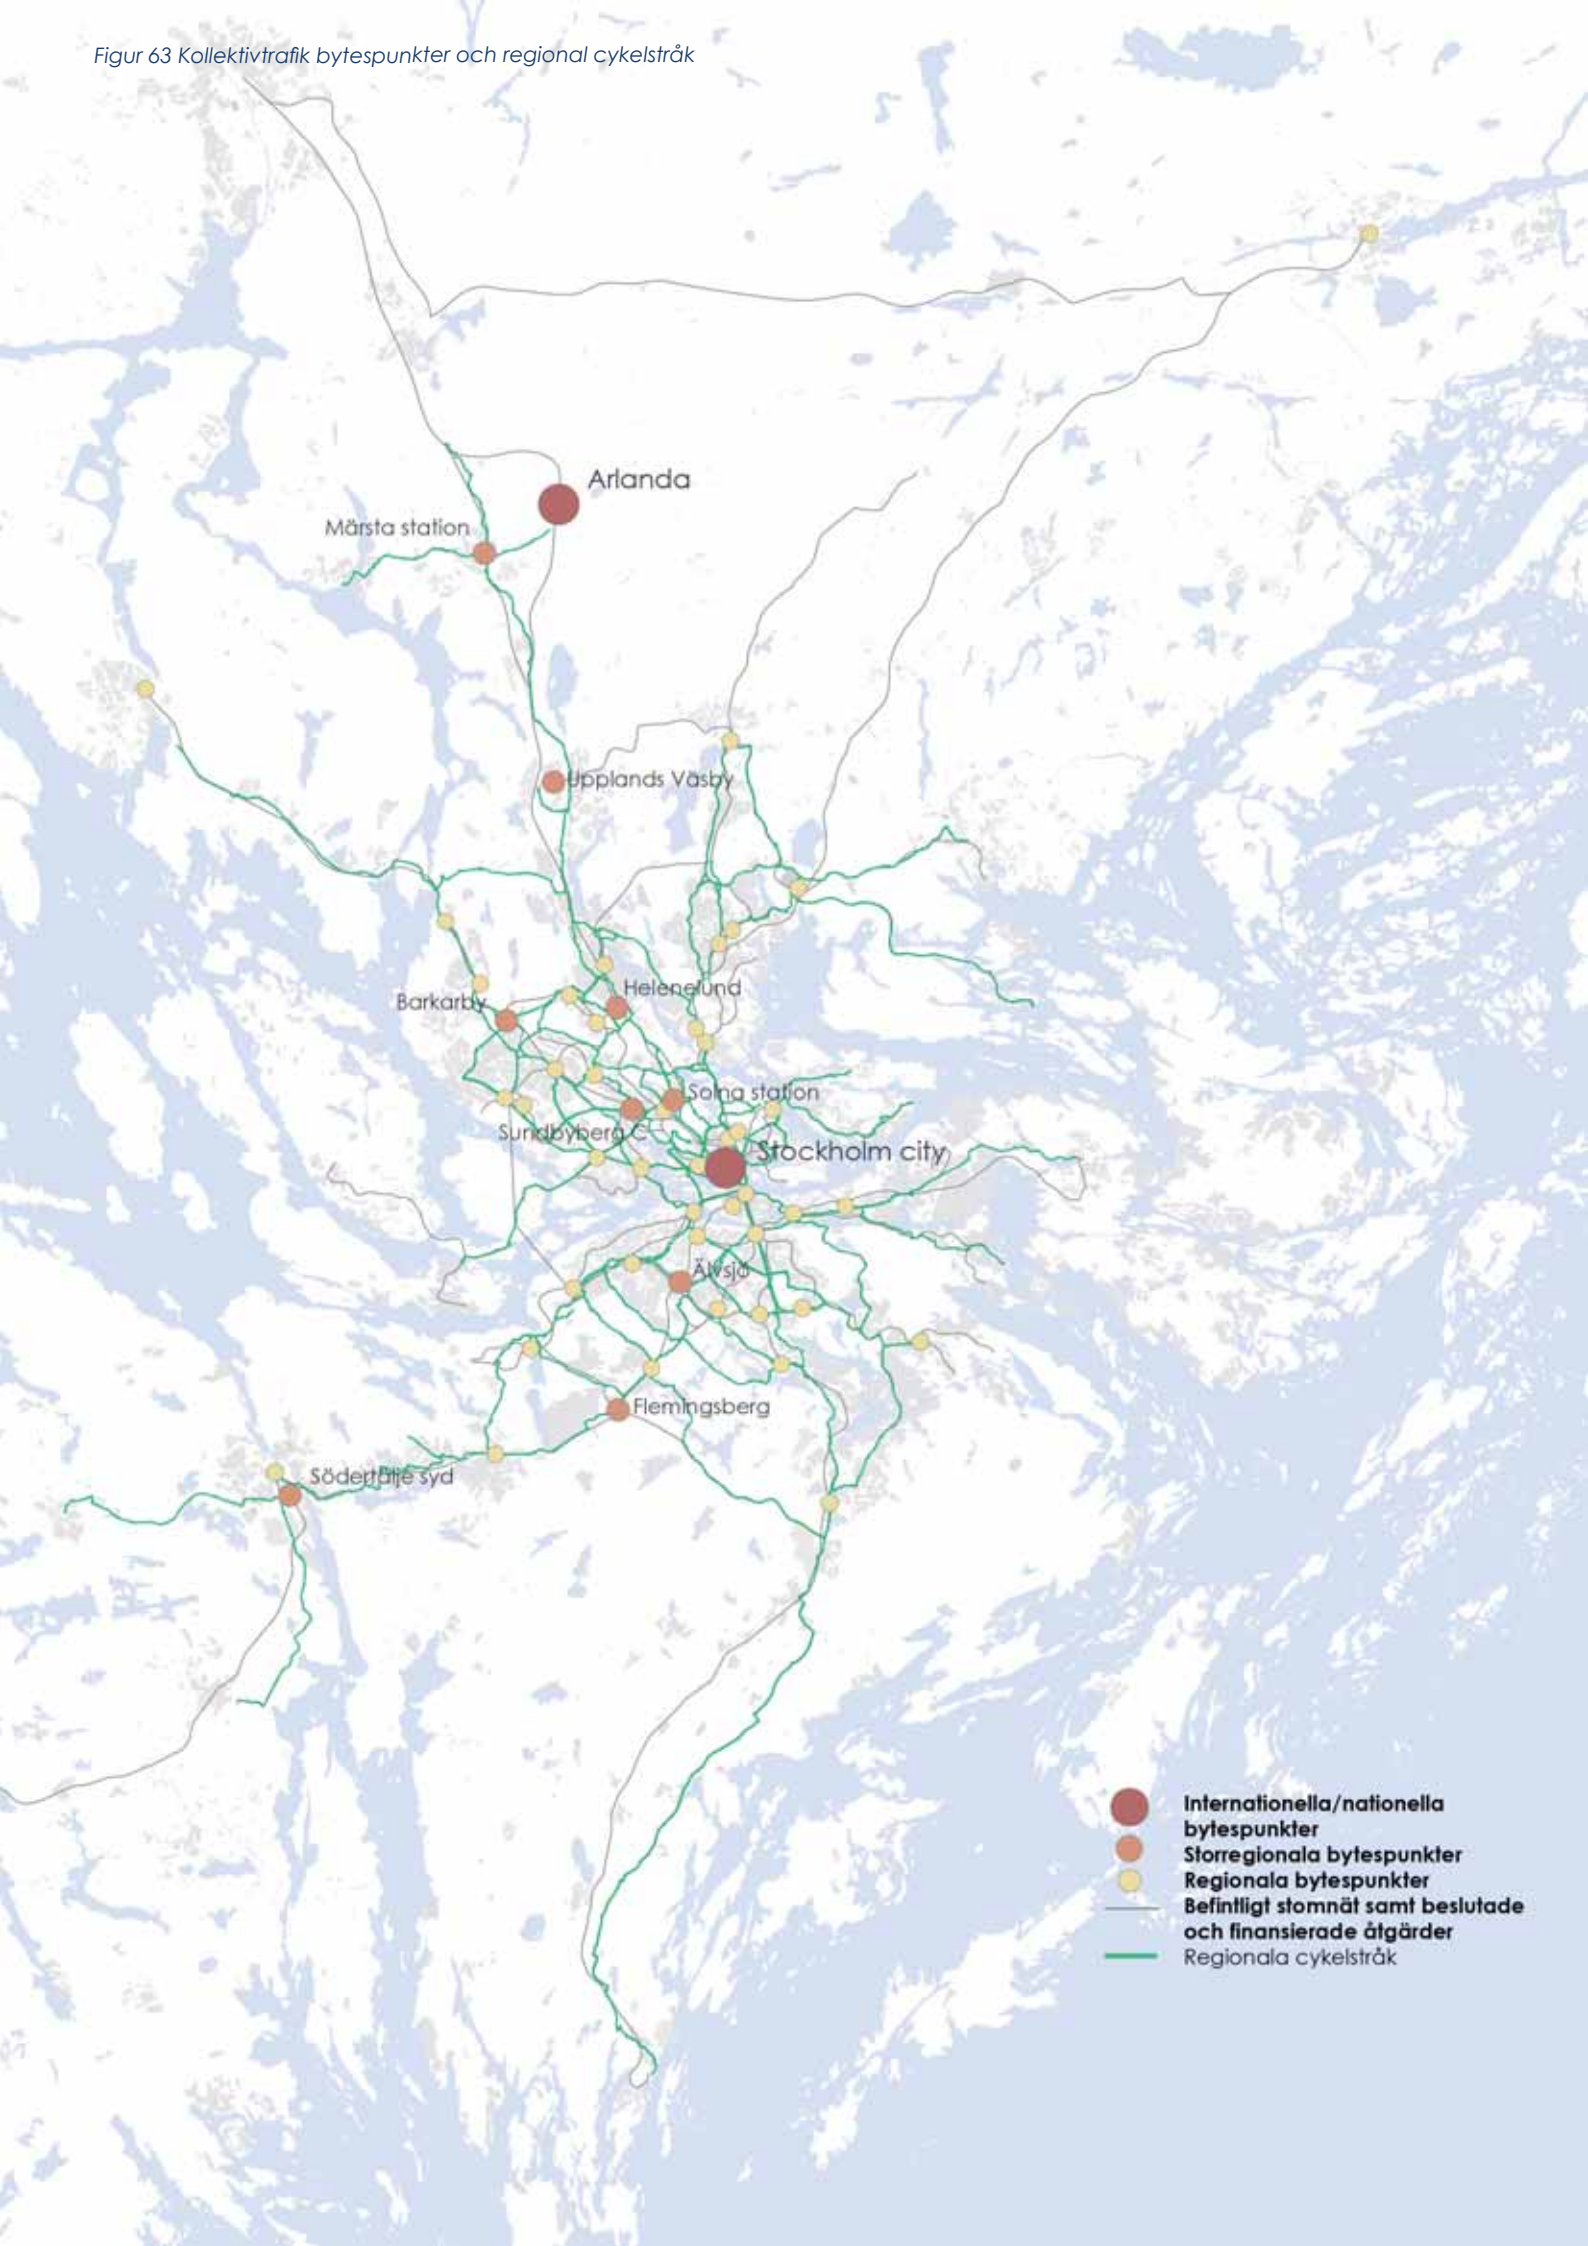 Figur 63 Kollektivtrafik bytespunkter och regional cykelstråk
Arlanda
Märsta station
Upplands Väsby
Helenelund
Barkarby
Solna station
Sundbyberg C
Stockholm city
Älvsjö
Flemingsberg
Södertälje syd
Internationella/nationella
bytespunkter
Storregionala bytespunkter
Regionala bytespunkter
Befintligt stomnät samt beslutade
och finansierade åtgärder
Regionala cykelstråk